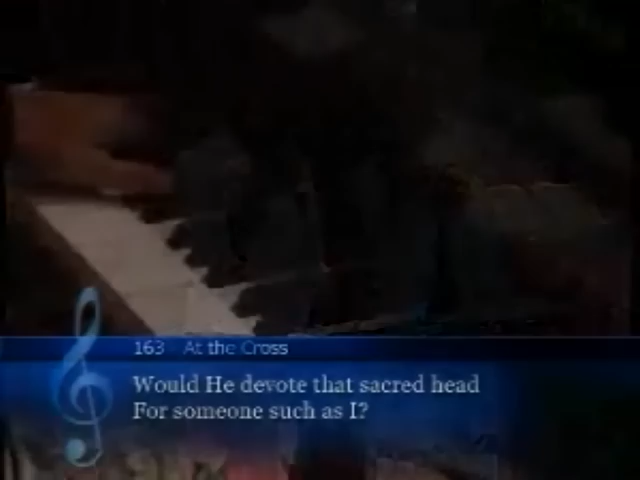 163 At the Cross
Would He devote that sacred head
For someone such as I?